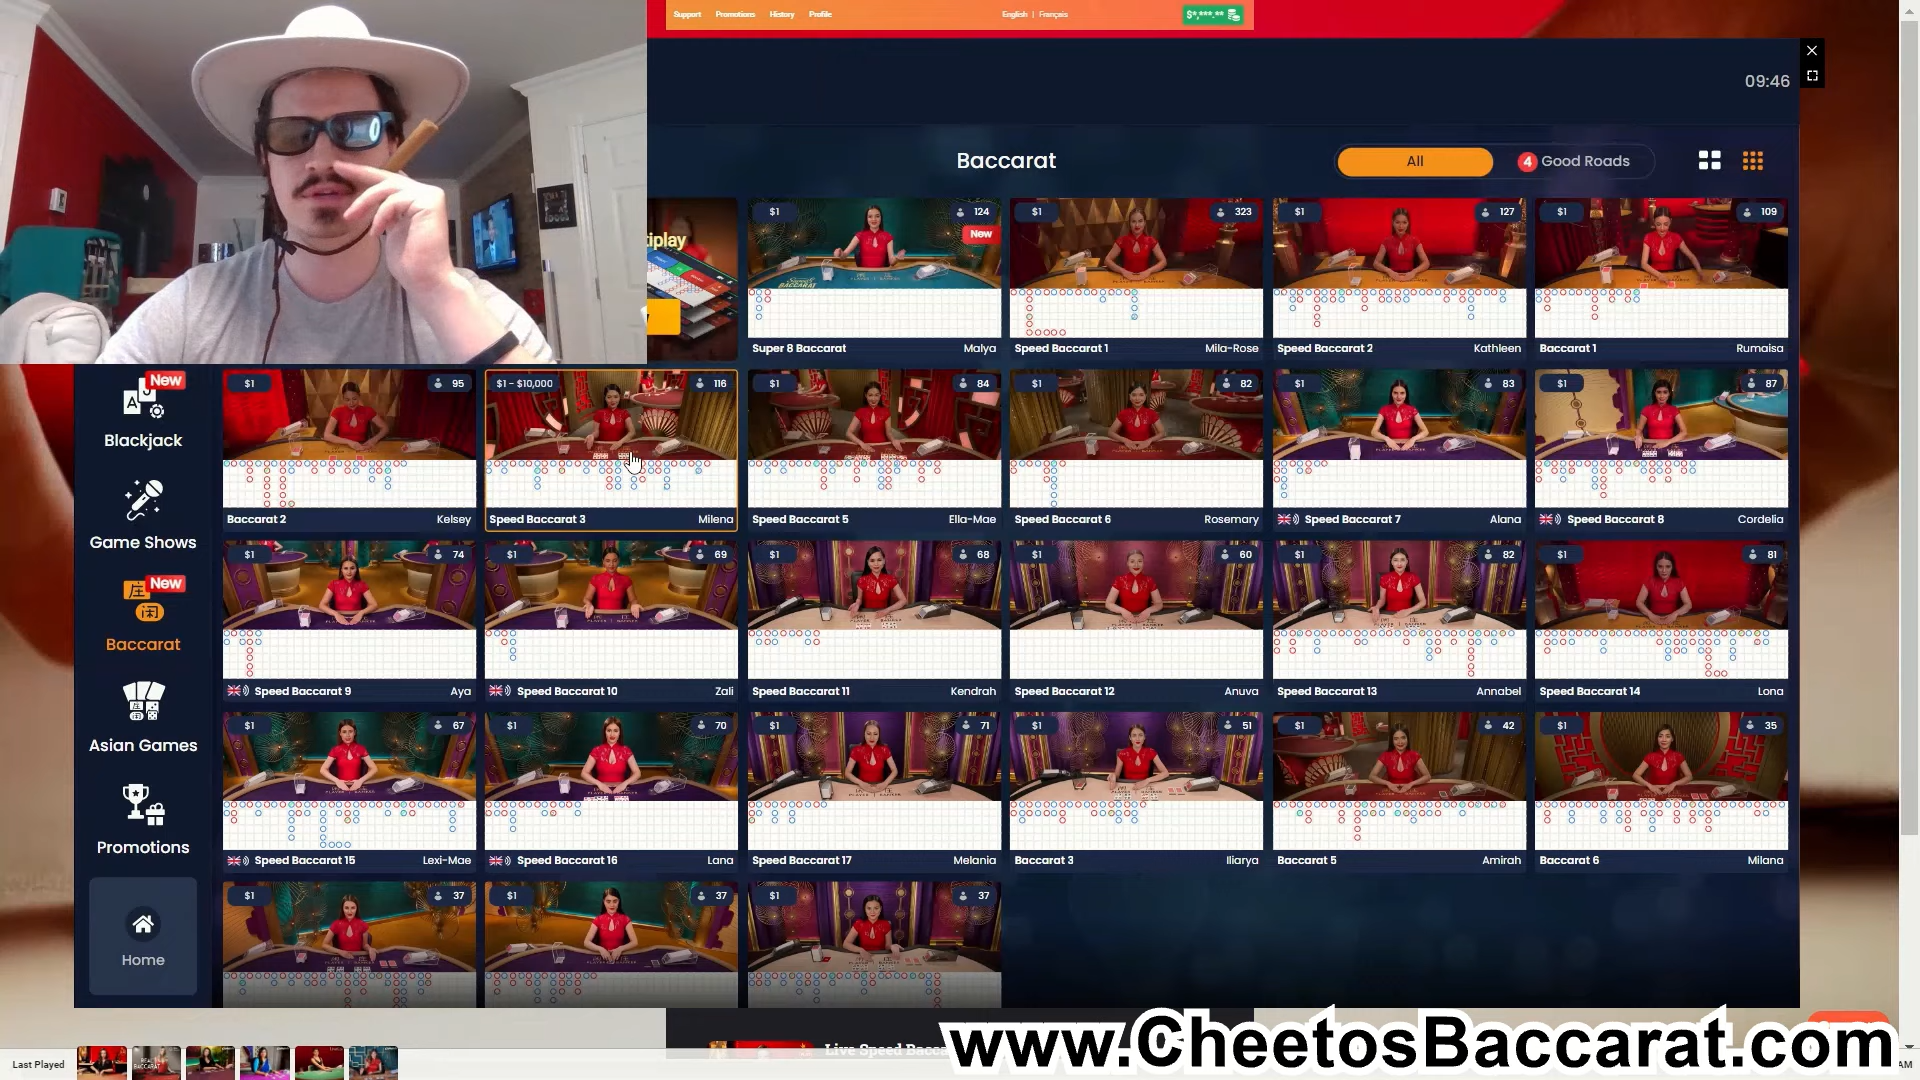 Support Promotions History Profile English | Français $*,***.**
09:46
Baccarat All 4 Good Roads
$1 124 New
$1 323
$1 127
$1 109
Super 8 Baccarat Malya
Speed Baccarat 1 Mila-Rose
Speed Baccarat 2 Kathleen
Baccarat 1 Rumaisa
New
Blackjack
Game Shows
New
Baccarat
Asian Games
Promotions
Home
$1 95
$1 - $10,000 116
$1 84
$1 82
$1 83
$1 87
Baccarat 2 Kelsey
Speed Baccarat 3 Milena
Speed Baccarat 5 Ella-Mae
Speed Baccarat 6 Rosemary
Speed Baccarat 7 Alana
Speed Baccarat 8 Cordelia
$1 74
$1 69
$1 68
$1 60
$1 82
$1 81
Speed Baccarat 9 Aya
Speed Baccarat 10 Zali
Speed Baccarat 11 Kendrah
Speed Baccarat 12 Anuva
Speed Baccarat 13 Annabel
Speed Baccarat 14 Lona
$1 67
$1 70
$1 71
$1 51
$1 42
$1 35
Speed Baccarat 15 Lexi-Mae
Speed Baccarat 16 Lana
Speed Baccarat 17 Melania
Baccarat 3 Iliarya
Baccarat 5 Amirah
Baccarat 6 Milana
$1 37
$1 37
$1 37
Live Speed
www.CheetosBaccarat.com
Last Played
AM